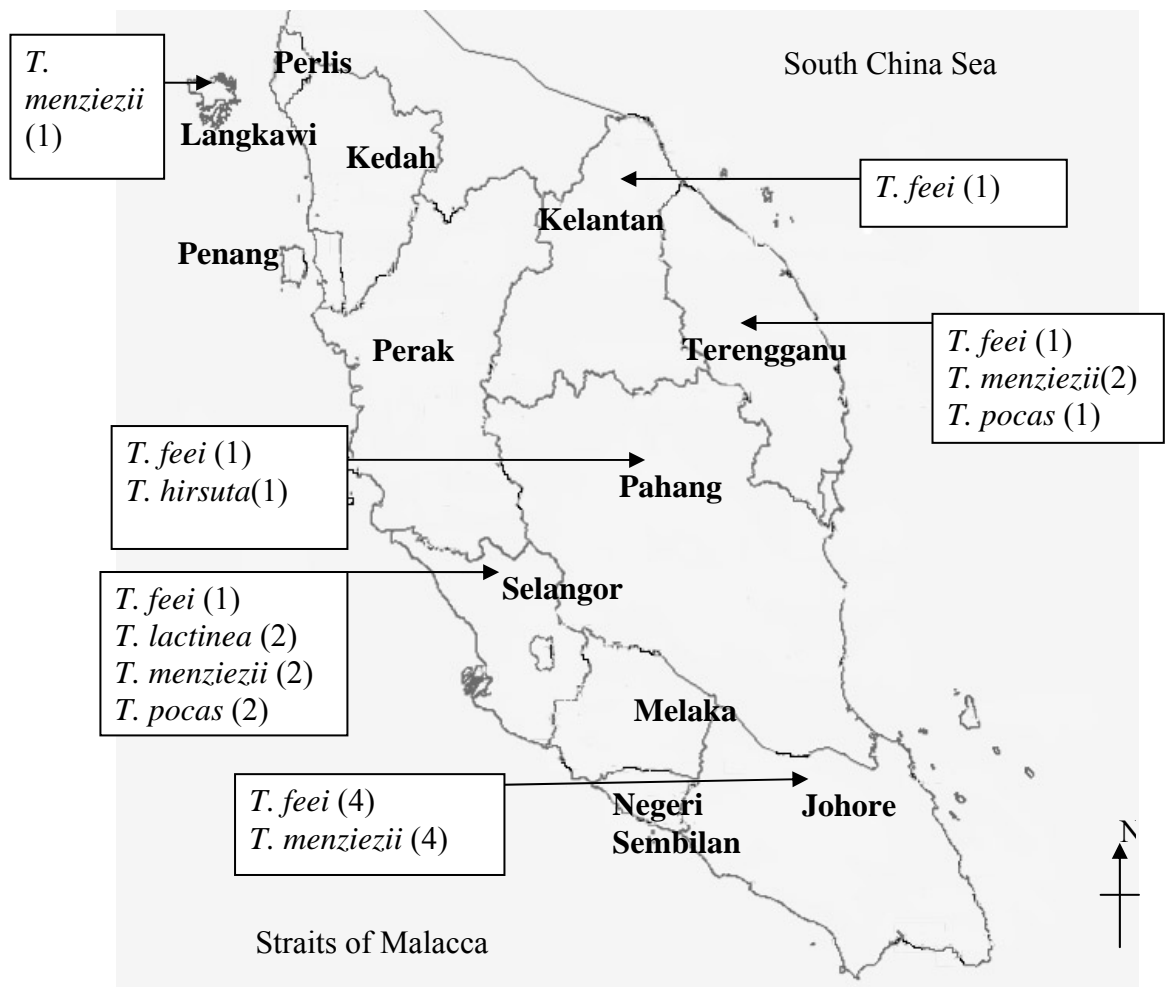 South China Sea
T.
menziezii
(1)
Perlis
Langkawi
Kedah
T. feei (1)
Kelantan
Penang
T. feei (1)
T. menziezii(2)
T. pocas (1)
Terengganu
Perak
T. feei (1)
T. hirsuta(1)
Pahang
T. feei (1)
T. lactinea (2)
T. menziezii (2)
T. pocas (2)
Selangor
Melaka
T. feei (4)
T. menziezii (4)
Negeri
Sembilan
Johore
N
Straits of Malacca